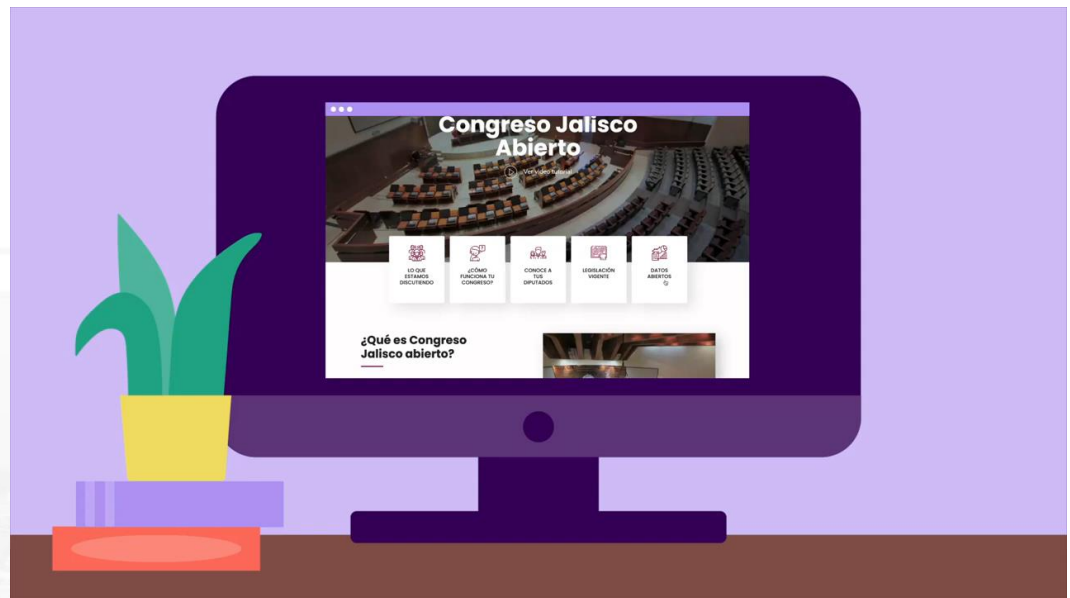 Congreso Jalisco
Abierto
Ver video tutorial
LO QUE
ESTAMOS
DISCUTIENDO
¿CÓMO
FUNCIONA TU
CONGRESO?
CONOCE A
TUS
DIPUTADOS
LEGISLACIÓN
VIGENTE
DATOS
ABIERTOS
¿Qué es Congreso
Jalisco abierto?